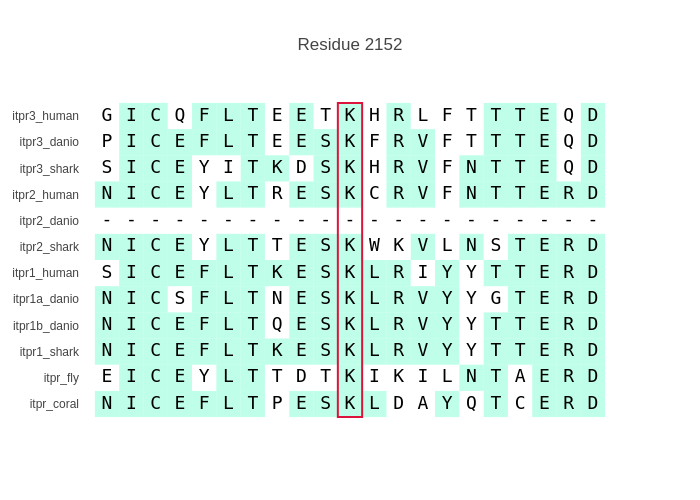 Residue 2152
itpr3_human G I C Q F L T E E T K H R L F T T T E Q D
itpr3_danio P I C E F L T E E S K F R V F T T T E Q D
itpr3_shark S I C E Y I T K D S K H R V F N T T E Q D
itpr2_human N I C E Y L T R E S K C R V F N T T E R D
itpr2_danio - - - - - - - - - - - - - - - - - - - - -
itpr2_shark N I C E Y L T T E S K W K V L N S T E R D
itpr1_human S I C E F L T K E S K L R I Y Y T T E R D
itpr1a_danio N I C S F L T N E S K L R V Y Y G T E R D
itpr1b_danio N I C E F L T Q E S K L R V Y Y T T E R D
itpr1_shark N I C E F L T K E S K L R V Y Y T T E R D
itpr_fly E I C E Y L T T D T K I K I L N T A E R D
itpr_coral N I C E F L T P E S K L D A Y Q T C E R D